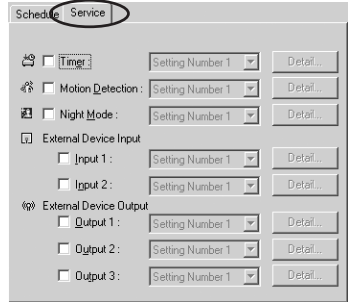 Schedule Service
Timer : Setting Number 1 Detail...
Motion Detection : Setting Number 1 Detail...
Night Mode : Setting Number 1 Detail...
External Device Input
Input 1 : Setting Number 1 Detail...
Input 2 : Setting Number 1 Detail...
External Device Output
Output 1 : Setting Number 1 Detail...
Output 2 : Setting Number 1 Detail...
Output 3 : Setting Number 1 Detail...